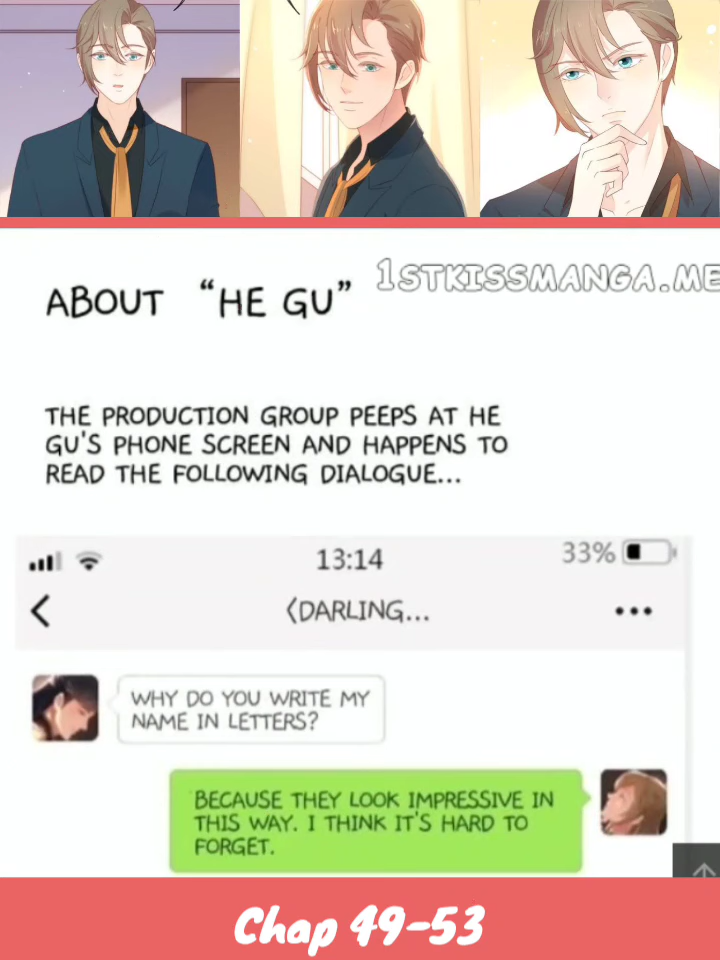 ABOUT “HE GU”
1STKISSMANGA.ME
THE PRODUCTION GROUP PEEPS AT HE
GU'S PHONE SCREEN AND HAPPENS TO
READ THE FOLLOWING DIALOGUE...
13:14
33%
〈DARLING...
WHY DO YOU WRITE MY
NAME IN LETTERS?
BECAUSE THEY LOOK IMPRESSIVE IN
THIS WAY. I THINK IT'S HARD TO
FORGET.
Chap 49-53